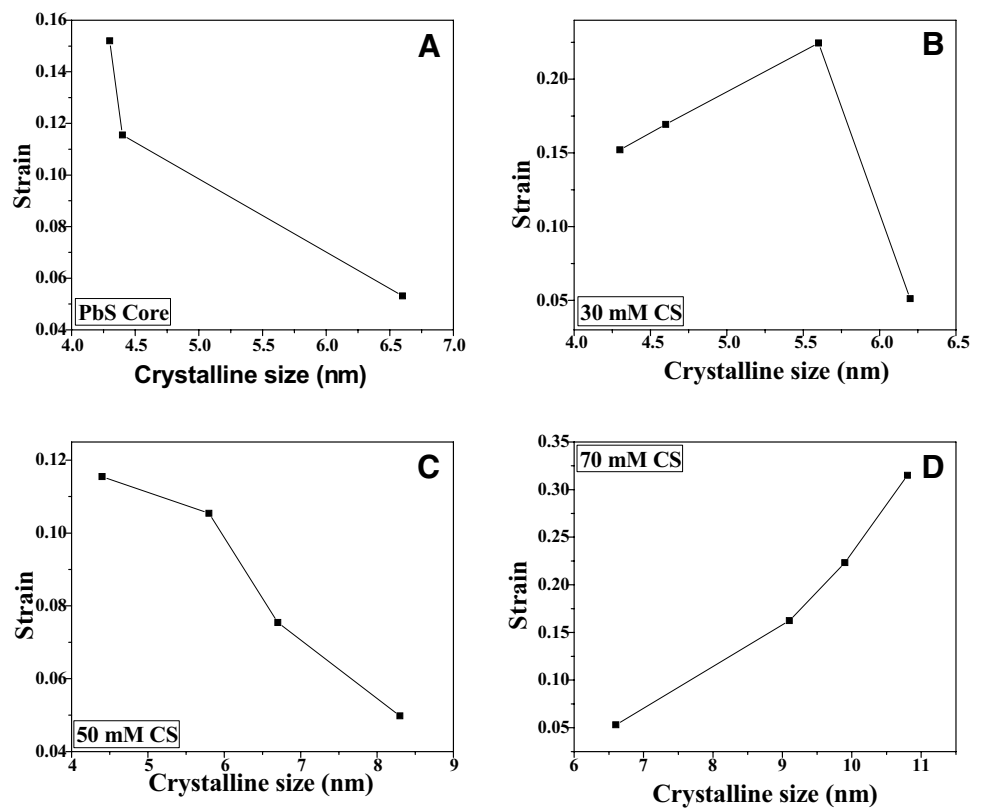 A
0.16
0.14
0.12
0.10
0.08
0.06
0.04
Strain
PbS Core
4.0 4.5 5.0 5.5 6.0 6.5 7.0
Crystalline size (nm)
B
0.20
0.15
0.10
0.05
Strain
30 mM CS
4.0 4.5 5.0 5.5 6.0 6.5
Crystalline size (nm)
C
0.12
0.10
0.08
0.06
0.04
Strain
50 mM CS
4 5 6 7 8 9
Crystalline size (nm)
70 mM CS
D
0.35
0.30
0.25
0.20
0.15
0.10
0.05
Strain
6 7 8 9 10 11
Crystalline size (nm)